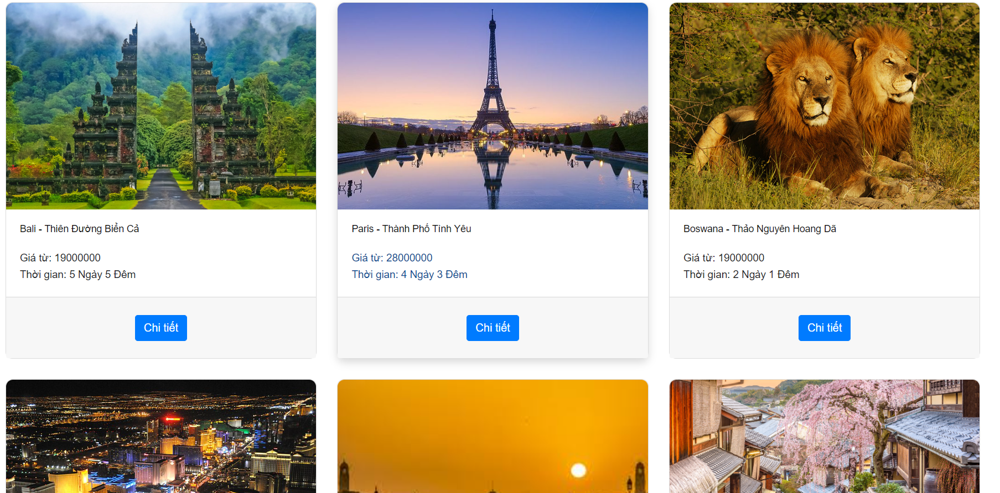 Bali - Thiên Đường Biển Cả
Giá từ: 19000000
Thời gian: 5 Ngày 5 Đêm
Chi tiết
Paris - Thành Phố Tình Yêu
Giá từ: 28000000
Thời gian: 4 Ngày 3 Đêm
Chi tiết
Boswana - Thảo Nguyên Hoang Dã
Giá từ: 19000000
Thời gian: 2 Ngày 1 Đêm
Chi tiết